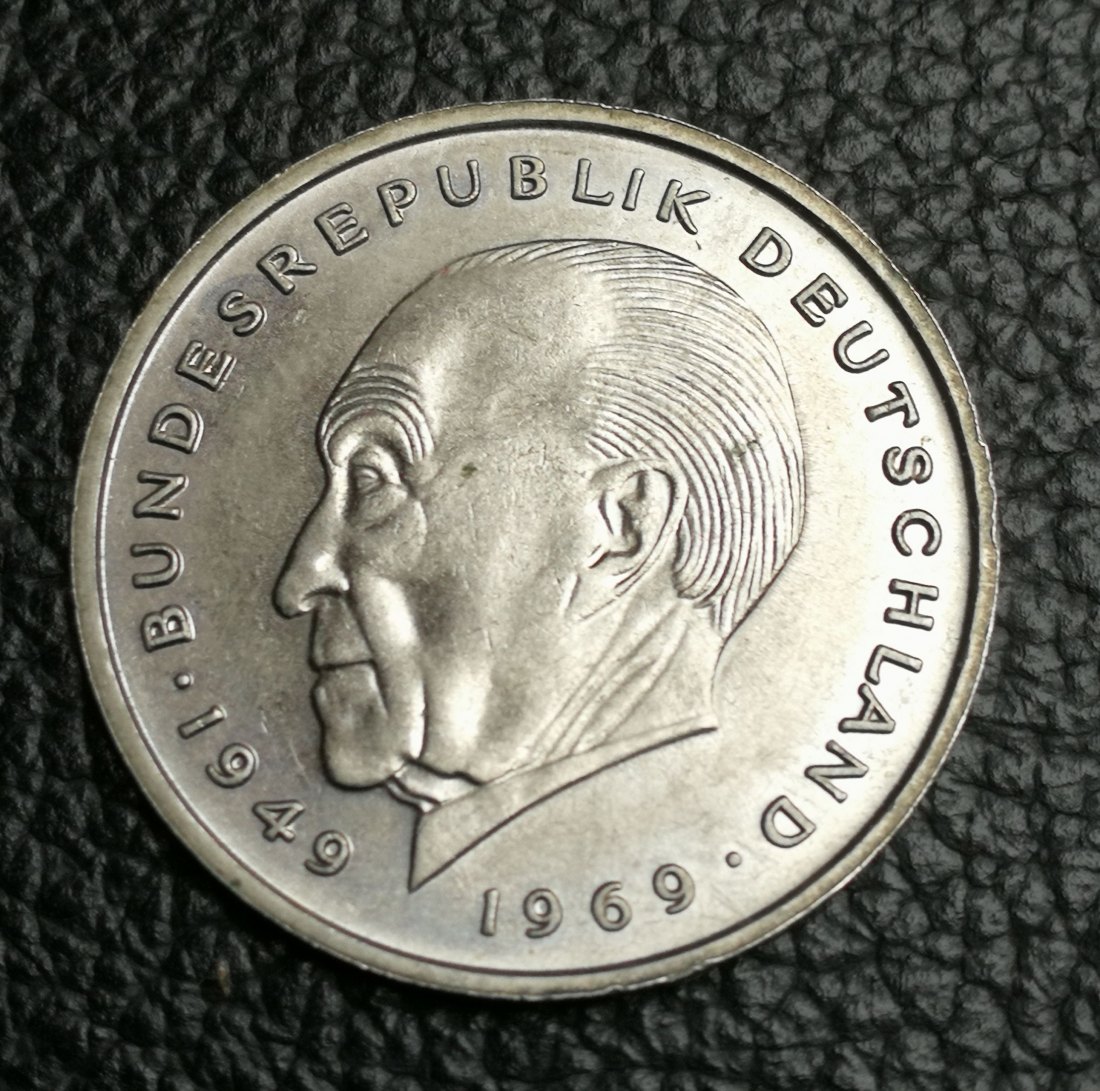 1949 · BUNDESREPUBLIK DEUTSCHLAND · 1969